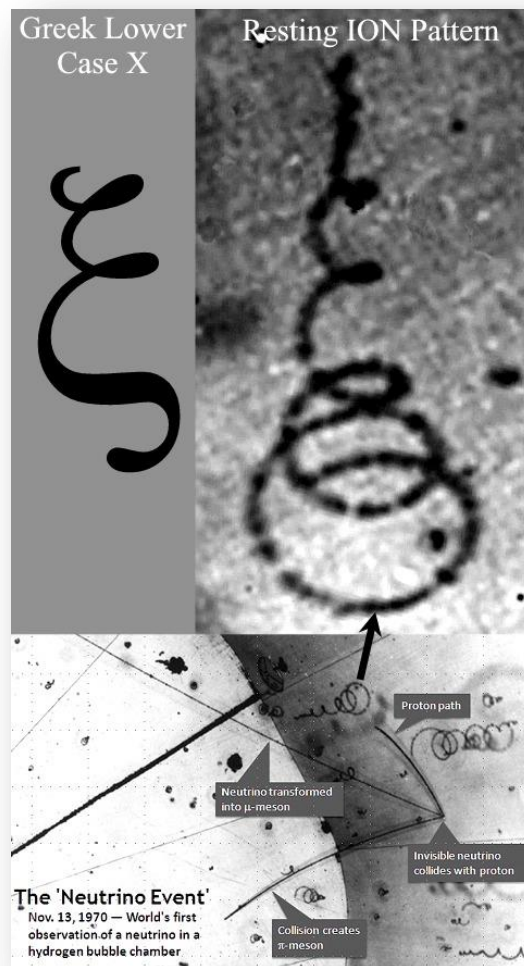 Greek Lower
Case X
Resting ION Pattern
ξ
Proton path
Neutrino transformed
into μ-meson
Invisible neutrino
collides with proton
The 'Neutrino Event'
Nov. 13, 1970 — World's first
observation of a neutrino in a
hydrogen bubble chamber
Collision creates
π-meson